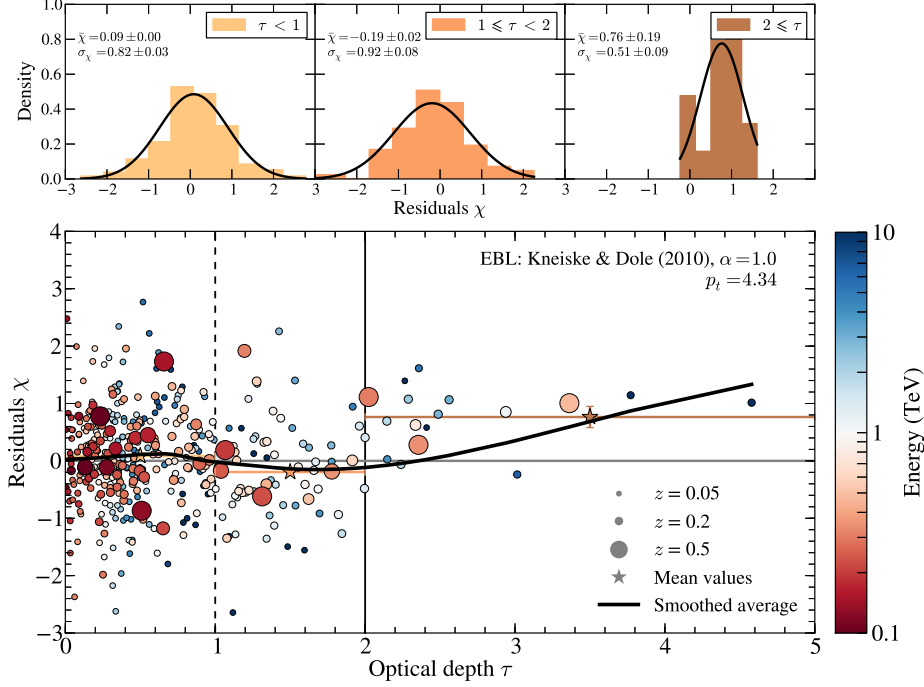 τ < 1
1 ⩽ τ < 2
2 ⩽ τ
χ̄ = 0.09 ± 0.00
σ_χ = 0.82 ± 0.03
χ̄ = −0.19 ± 0.02
σ_χ = 0.92 ± 0.08
χ̄ = 0.76 ± 0.19
σ_χ = 0.51 ± 0.09
Density
1.0
0.8
0.6
0.4
0.2
0.0
−3 −2 −1 0 1 2 3 −2 −1 0 1 2 3 −2 −1 0 1 2 3
Residuals χ
EBL: Kneiske & Dole (2010), α = 1.0
p_t = 4.34
Residuals χ
4
3
2
1
0
−1
−2
−3
z = 0.05
z = 0.2
z = 0.5
Mean values
Smoothed average
0 1 2 3 4 5
Optical depth τ
10
1
0.1
Energy (TeV)